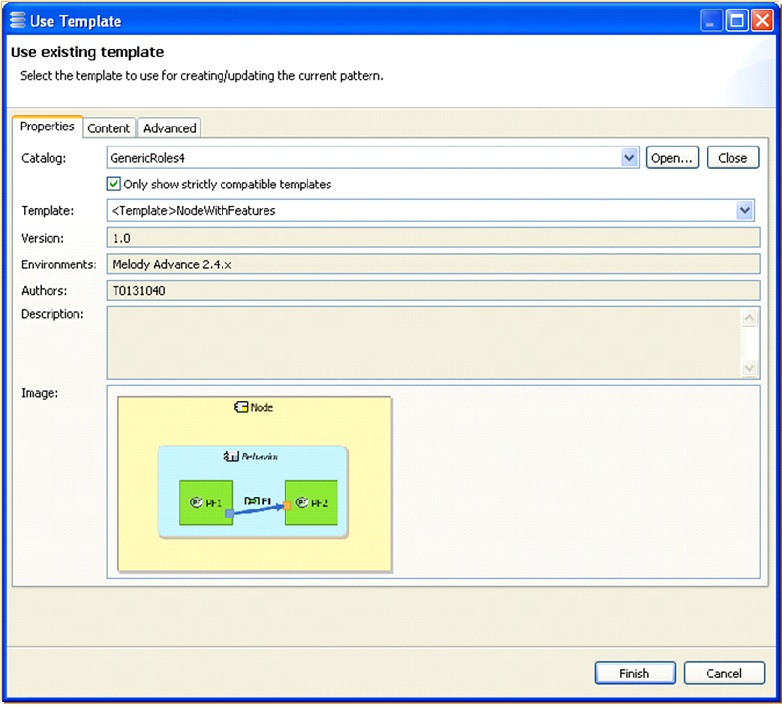 Use Template
Use existing template
Select the template to use for creating/updating the current pattern.
Properties Content Advanced
Catalog: GenericRoles4 Open... Close
Only show strictly compatible templates
Template: <Template>NodeWithFeatures
Version: 1.0
Environments: Melody Advance 2.4.x
Authors: T0131040
Description:
Image:
Node
Behavior
PF1 PF2
Finish Cancel